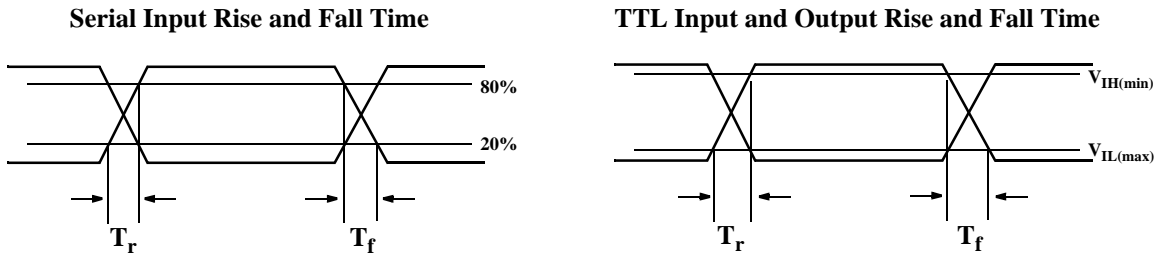 Serial Input Rise and Fall Time
80%
20%
Tr
Tf
TTL Input and Output Rise and Fall Time
VIH(min)
VIL(max)
Tr
Tf